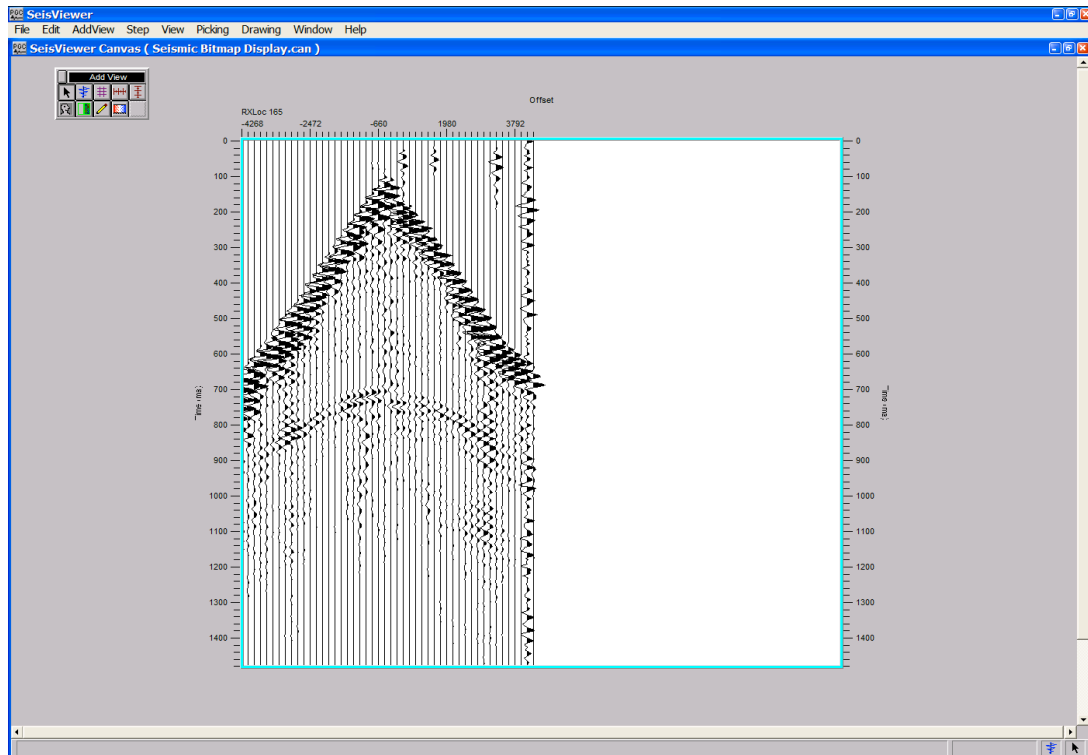 SeisViewer
File Edit AddView Step View Picking Drawing Window Help
SeisViewer Canvas ( Seismic Bitmap Display.can )
Add View
Offset
RXLoc 165
-4268 -2472 -660 1980 3792
0 0
100 100
200 200
300 300
400 400
500 500
600 600
700 700
800 800
900 900
1000 1000
1100 1100
1200 1200
1300 1300
1400 1400